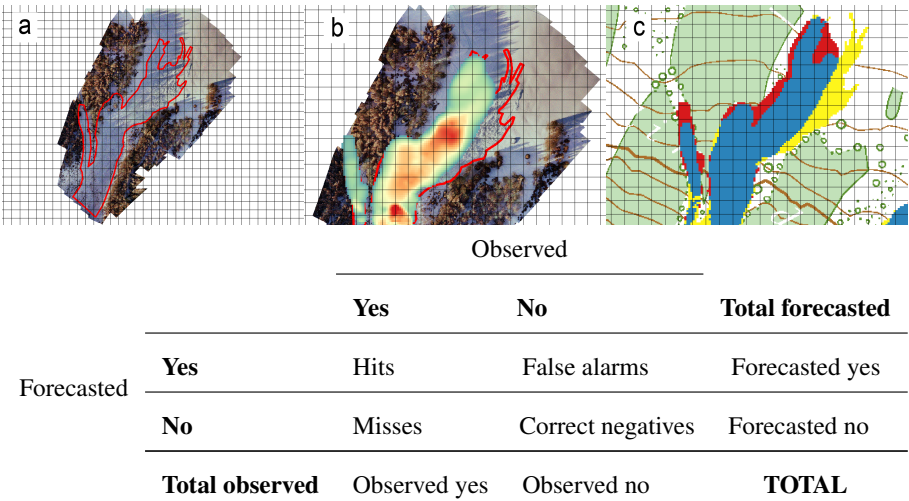 a b c
Observed
Yes No Total forecasted
Yes Hits False alarms Forecasted yes
Forecasted
No Misses Correct negatives Forecasted no
Total observed Observed yes Observed no TOTAL